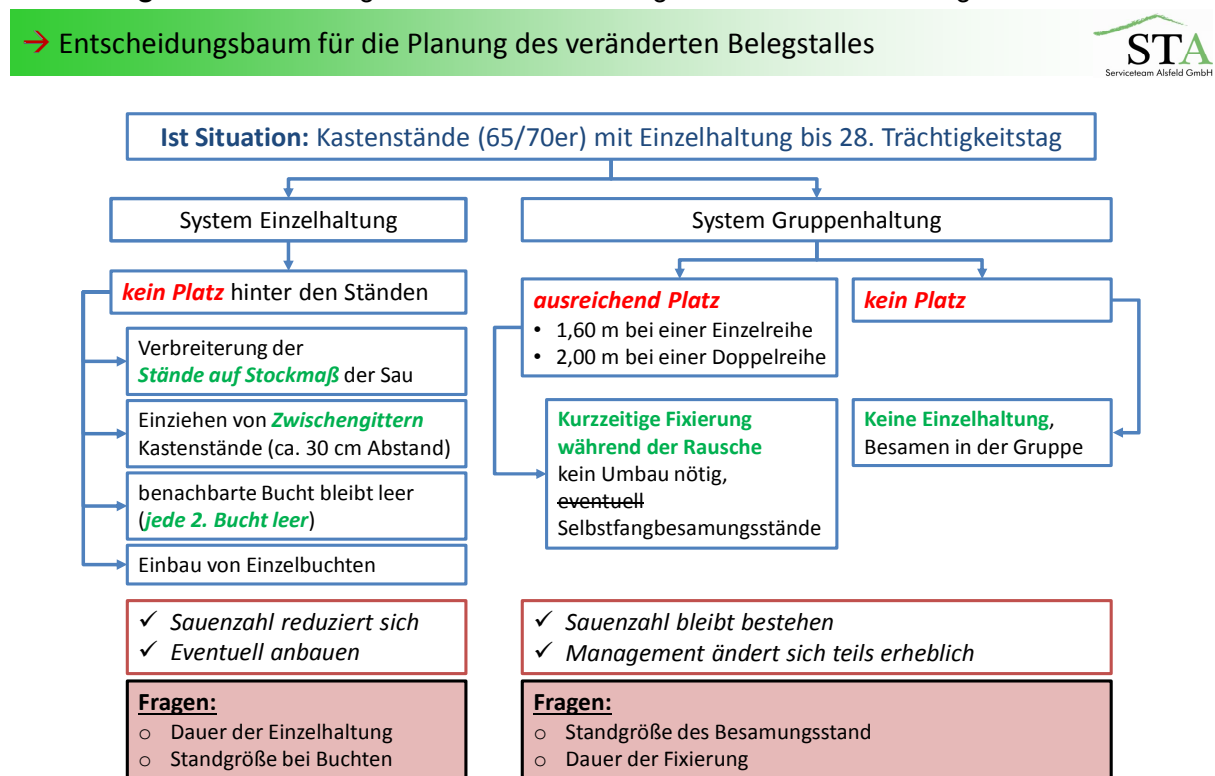 → Entscheidungsbaum für die Planung des veränderten Belegstalles
STA
Serviceteam Alsfeld GmbH
Ist Situation: Kastenstände (65/70er) mit Einzelhaltung bis 28. Trächtigkeitstag
System Einzelhaltung
System Gruppenhaltung
kein Platz hinter den Ständen
Verbreiterung der
Stände auf Stockmaß der Sau
Einziehen von Zwischengittern
Kastenstände (ca. 30 cm Abstand)
benachbarte Bucht bleibt leer
(jede 2. Bucht leer)
Einbau von Einzelbuchten
ausreichend Platz
• 1,60 m bei einer Einzelreihe
• 2,00 m bei einer Doppelreihe
kein Platz
Kurzzeitige Fixierung
während der Rausche
kein Umbau nötig,
eventuell
Selbstfangbesamungsstände
Keine Einzelhaltung,
Besamen in der Gruppe
✓ Sauenzahl reduziert sich
✓ Eventuell anbauen
✓ Sauenzahl bleibt bestehen
✓ Management ändert sich teils erheblich
Fragen:
o Dauer der Einzelhaltung
o Standgröße bei Buchten
Fragen:
o Standgröße des Besamungsstand
o Dauer der Fixierung